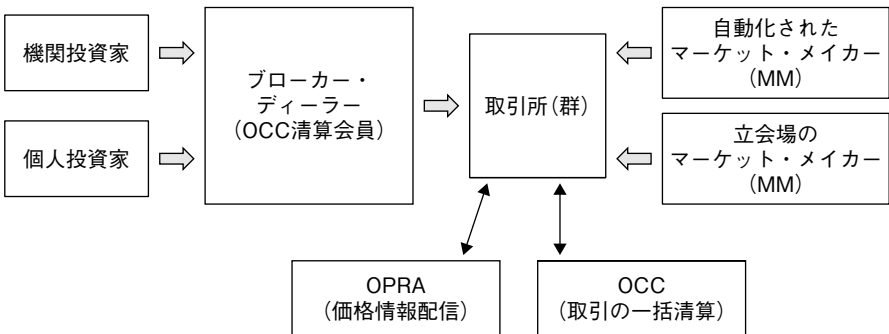 機関投資家
個人投資家
ブローカー・
ディーラー
(OCC清算会員)
取引所(群)
自動化された
マーケット・メイカー
(MM)
立会場の
マーケット・メイカー
(MM)
OPRA
(価格情報配信)
OCC
(取引の一括清算)